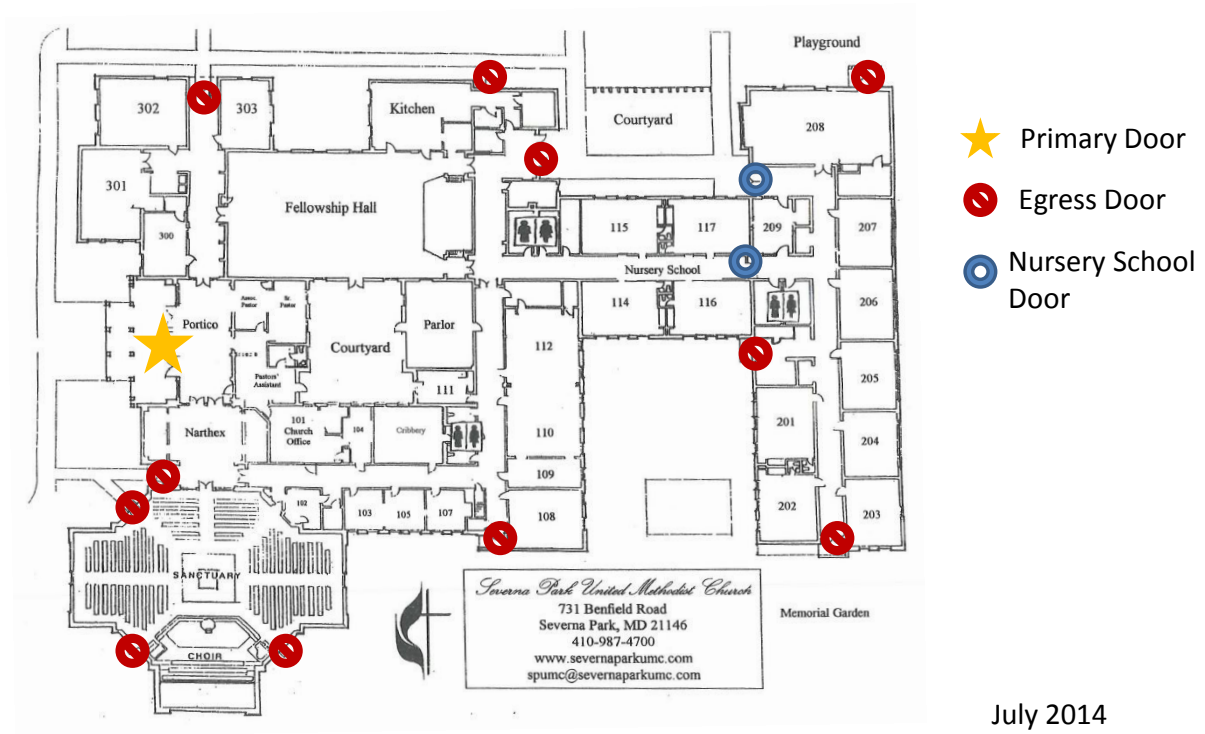 Playground
302
303
Kitchen
Courtyard
208
Primary Door
301
Egress Door
Fellowship Hall
300
115
117
209
207
Nursery School
Nursery School
Door
Assoc.
Pastor
Sr.
Pastor
114
116
206
Portico
Parlor
Courtyard
112
Pastors'
Assistant
111
205
101
Church
Office
104
Cribbery
201
Narthex
110
204
109
102
103
105
107
108
202
203
SANCTUARY
CHOIR
Severna Park United Methodist Church
731 Benfield Road
Severna Park, MD 21146
410-987-4700
www.severnaparkumc.com
spumc@severnaparkumc.com
Memorial Garden
July 2014